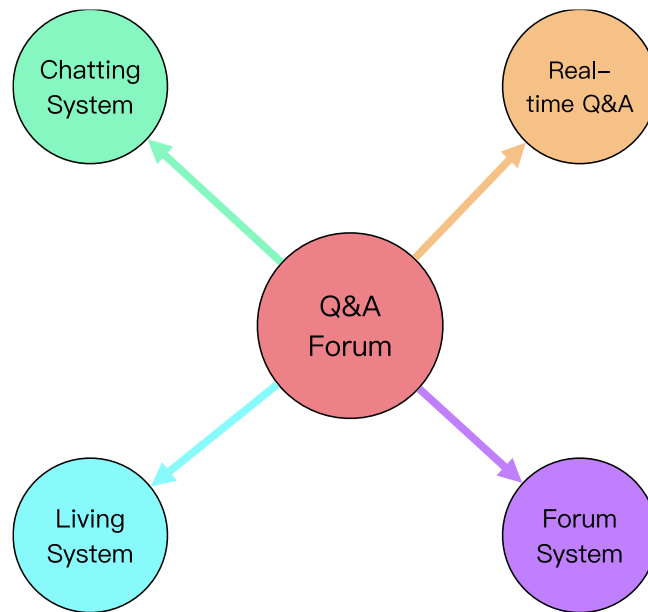 Chatting
System
Real-
time Q&A
Q&A
Forum
Living
System
Forum
System